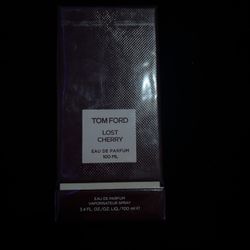 TOM FORD
LOST
CHERRY
EAU DE PARFUM
100 ML
EAU DE PARFUM
VAPORISATEUR SPRAY
3.4 FL. OZ./OZ. LIQ. / 100 ml ℮